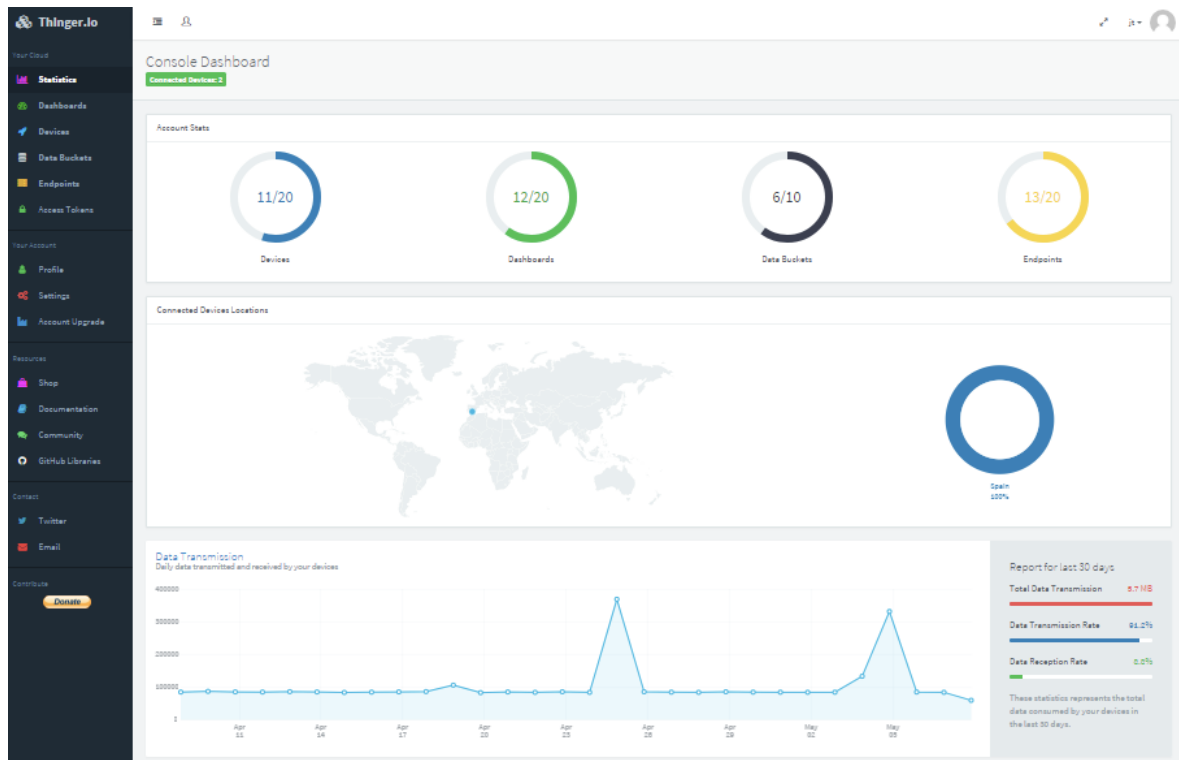 Thinger.io
jt
Your Cloud
Statistics
Dashboards
Devices
Data Buckets
Endpoints
Access Tokens
Your Account
Profile
Settings
Account Upgrade
Resources
Shop
Documentation
Community
GitHub Libraries
Contact
Twitter
Email
Contribute
Donate
Console Dashboard
Connected Devices: 2
Account Stats
11/20
12/20
6/10
13/20
Devices
Dashboards
Data Buckets
Endpoints
Connected Devices Locations
Spain
100%
Data Transmission
Daily data transmitted and received by your devices
400000
300000
200000
100000
Apr 11
Apr 14
Apr 17
Apr 20
Apr 23
Apr 26
Apr 29
May 02
May 05
Report for last 30 days
Total Data Transmission
Data Transmission Rate 91.2%
Data Reception Rate
These statistics represents the total
data consumed by your devices in
the last 30 days.